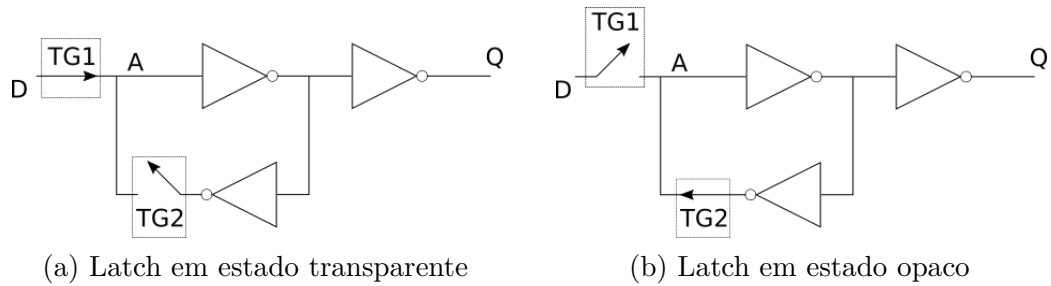 TG1
A
Q
D
TG2
(a) Latch em estado transparente
TG1
A
Q
D
TG2
(b) Latch em estado opaco